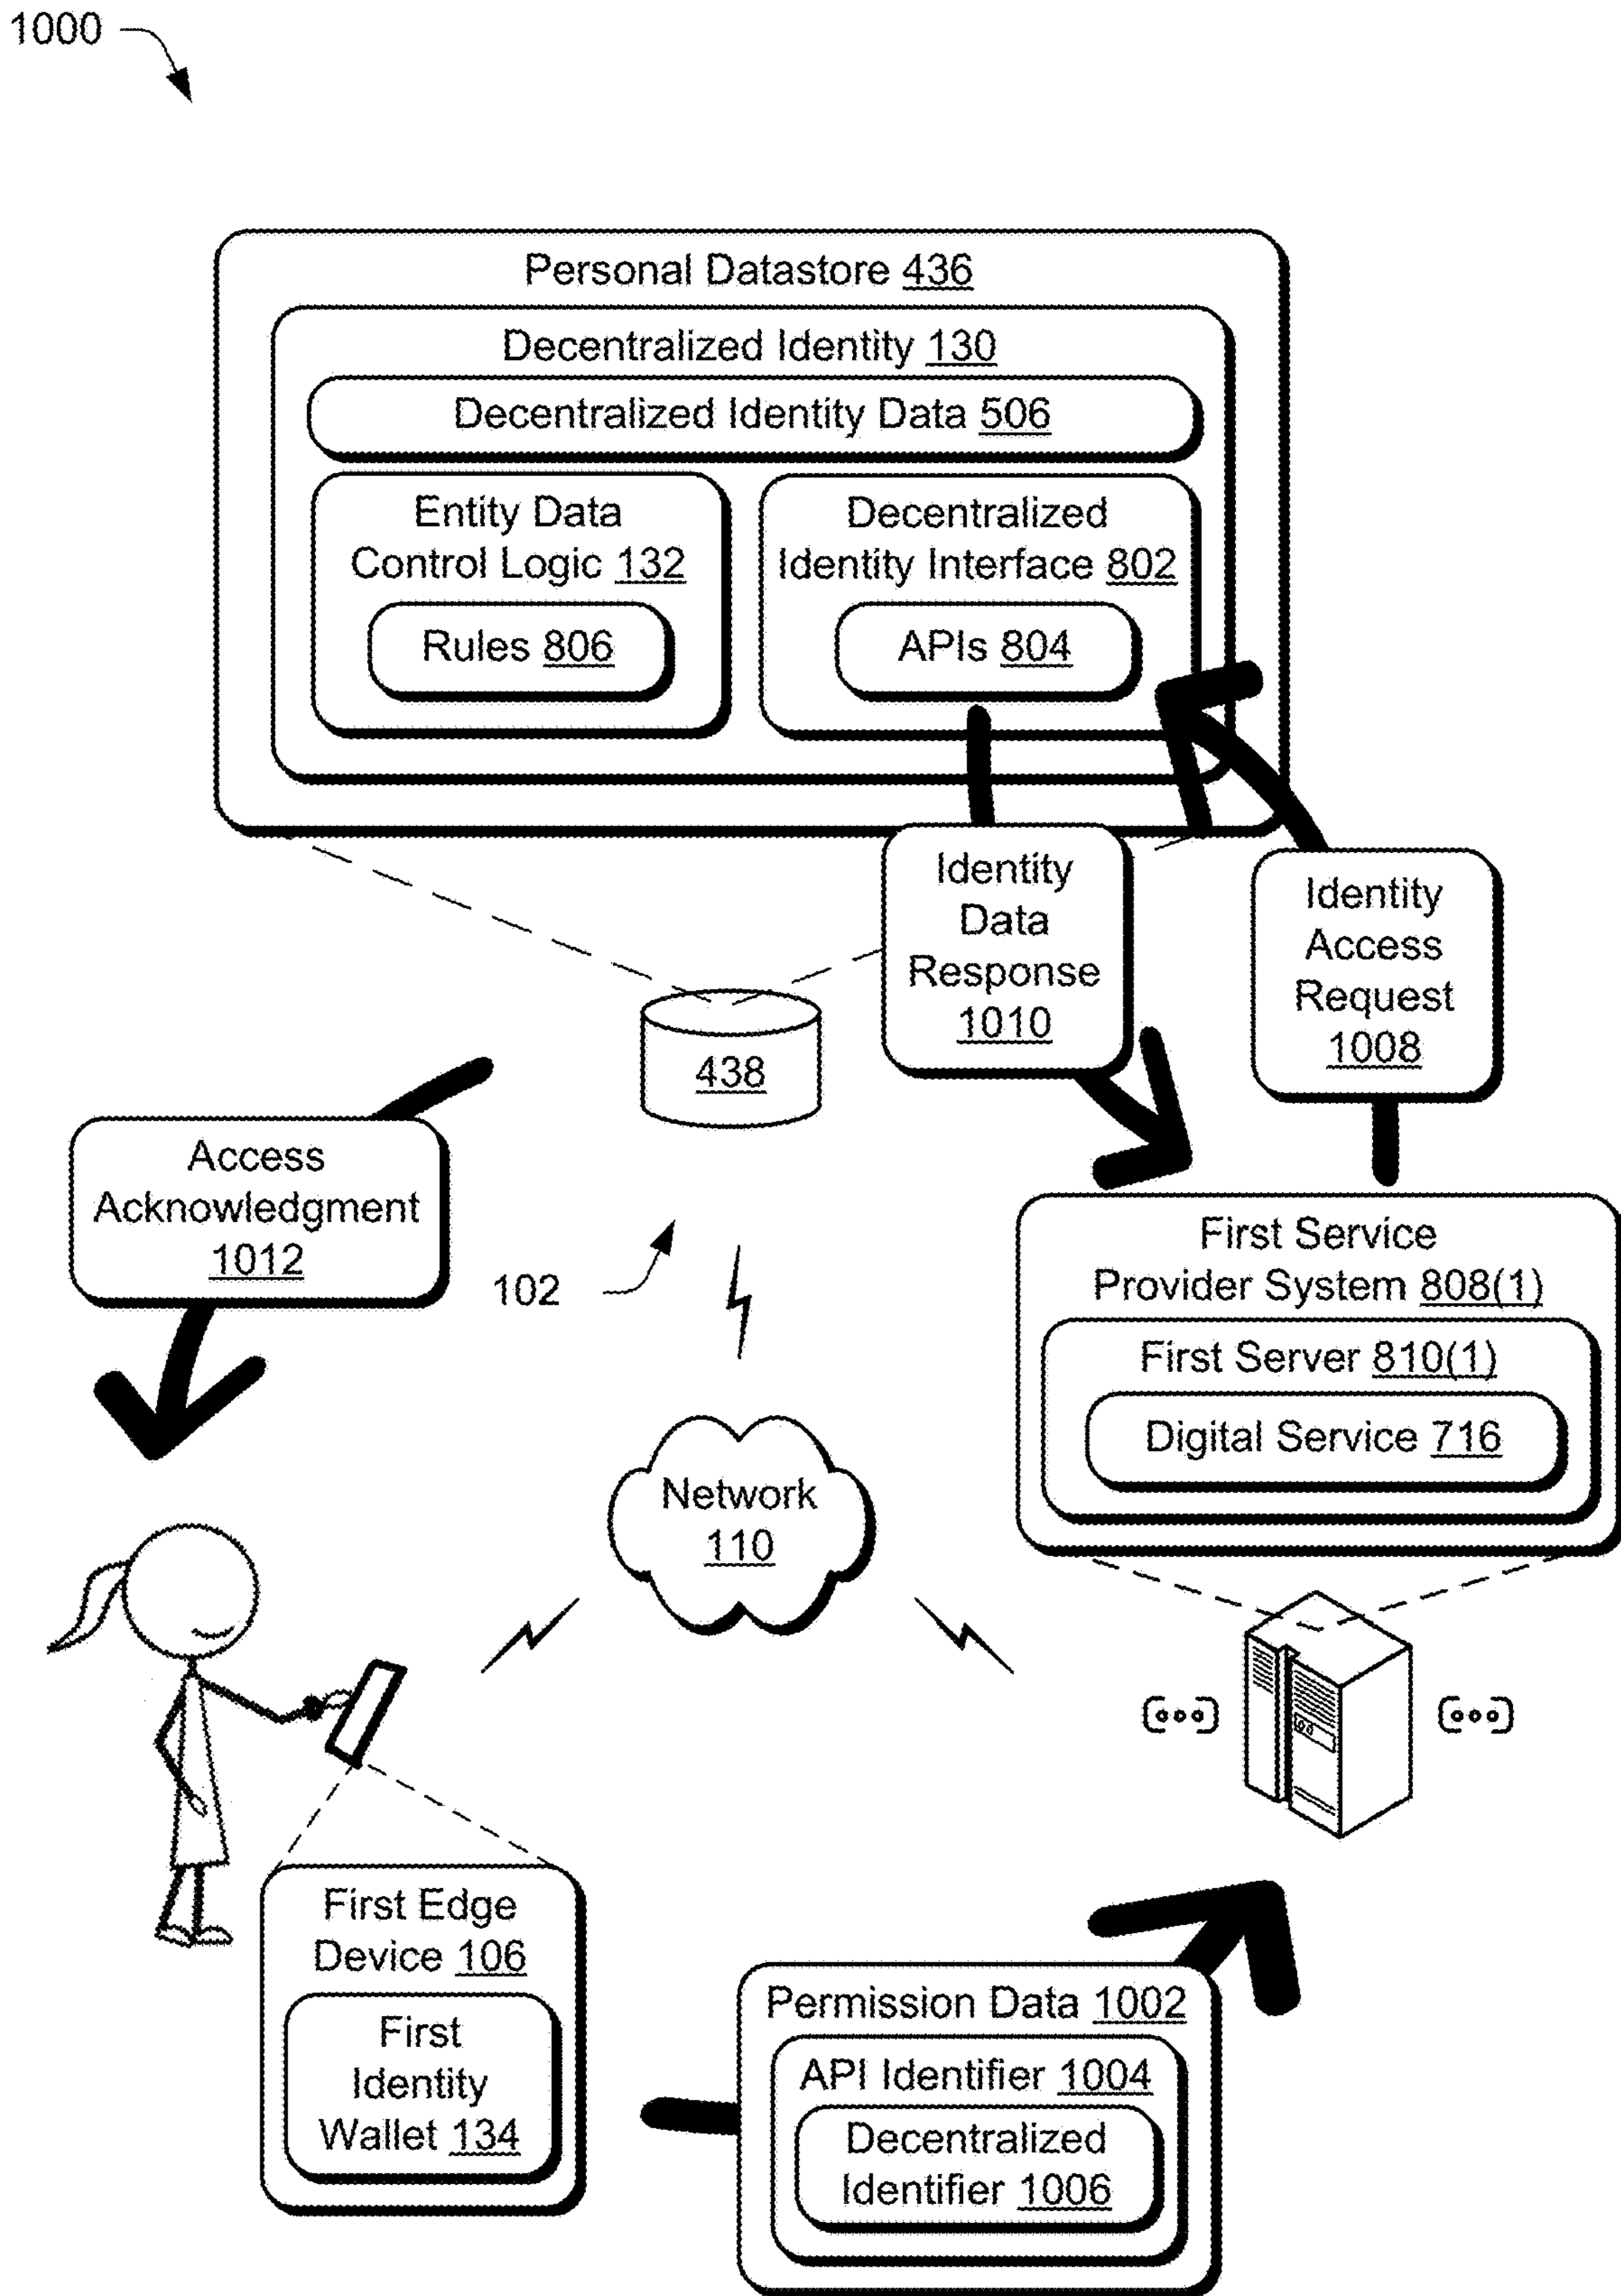 1000
Personal Datastore 436
Decentralized Identity 130
Decentralized Identity Data 506
Entity Data
Control Logic 132
Rules 806
Decentralized
Identity Interface 802
APIs 804
Identity
Data
Response
1010
Identity
Access
Request
1008
438
Access
Acknowledgment
1012
102
First Service
Provider System 808(1)
First Server 810(1)
Digital Service 716
Network
110
First Edge
Device 106
First
Identity
Wallet 134
Permission Data 1002
API Identifier 1004
Decentralized
Identifier 1006